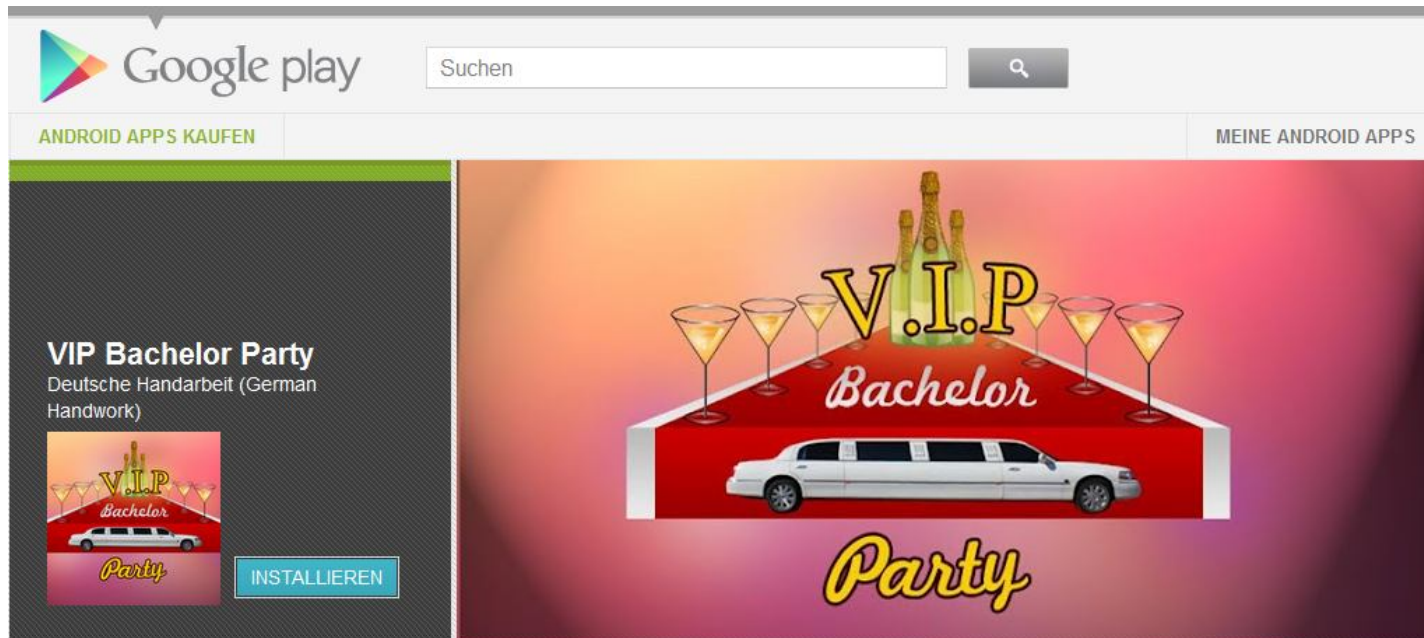 Google play
Suchen
ANDROID APPS KAUFEN
MEINE ANDROID APPS
VIP Bachelor Party
Deutsche Handarbeit (German
Handwork)
V.I.P
Bachelor
Party
INSTALLIEREN
V.I.P
Bachelor
Party